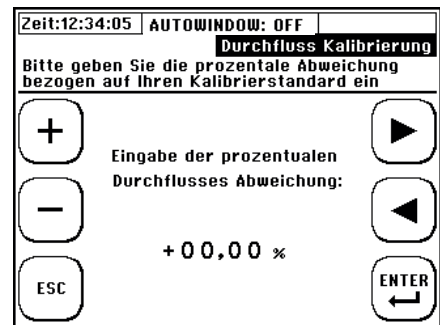 Zeit:12:34:05 AUTOWINDOW: OFF
Durchfluss Kalibrierung
Bitte geben Sie die prozentale Abweichung
bezogen auf Ihren Kalibrierstandard ein
+
Eingabe der prozentualen
Durchflusses Abweichung:
−
+00,00 %
ESC
ENTER